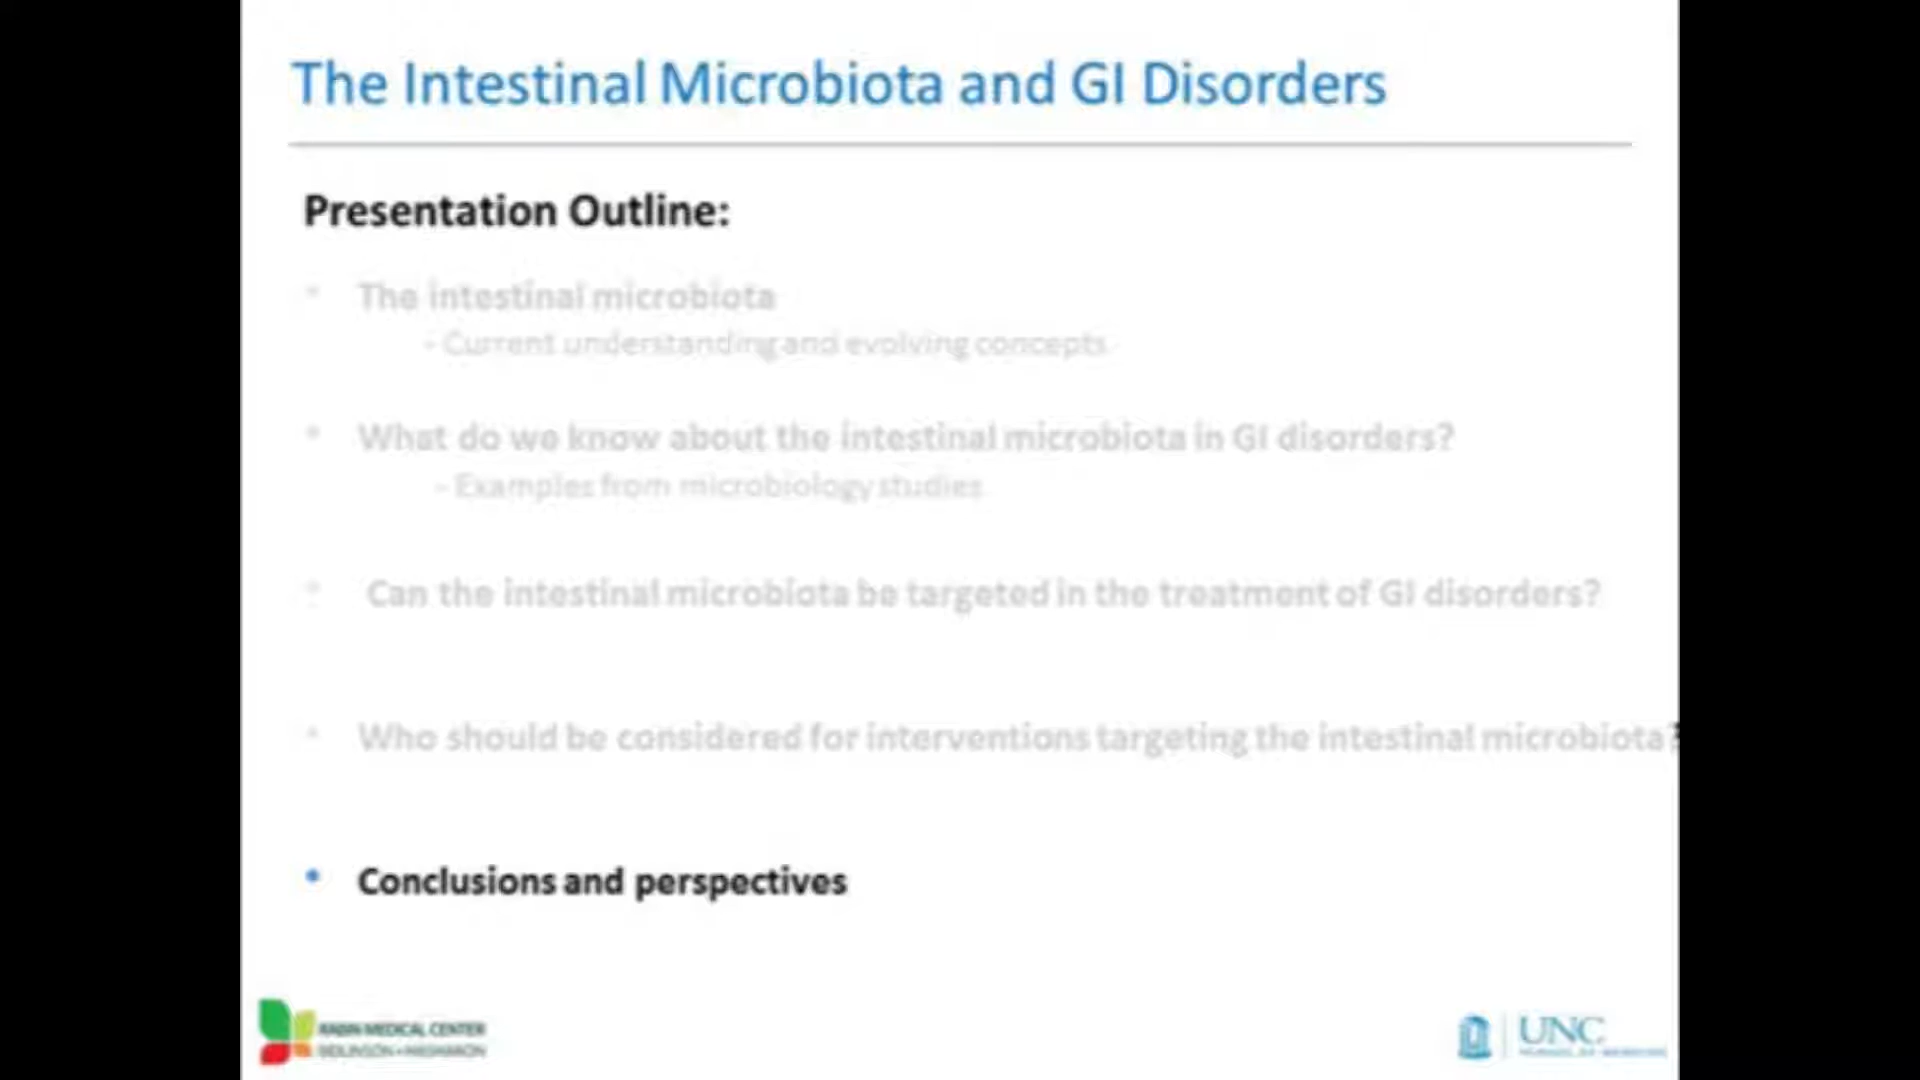 The Intestinal Microbiota and GI Disorders
Presentation Outline:
• The intestinal microbiota
- Current understanding and evolving concepts
• What do we know about the intestinal microbiota in GI disorders?
- Examples from microbiology studies
• Can the intestinal microbiota be targeted in the treatment of GI disorders?
• Who should be considered for interventions targeting the intestinal microbiota?
• Conclusions and perspectives
RABIN MEDICAL CENTER
UNC